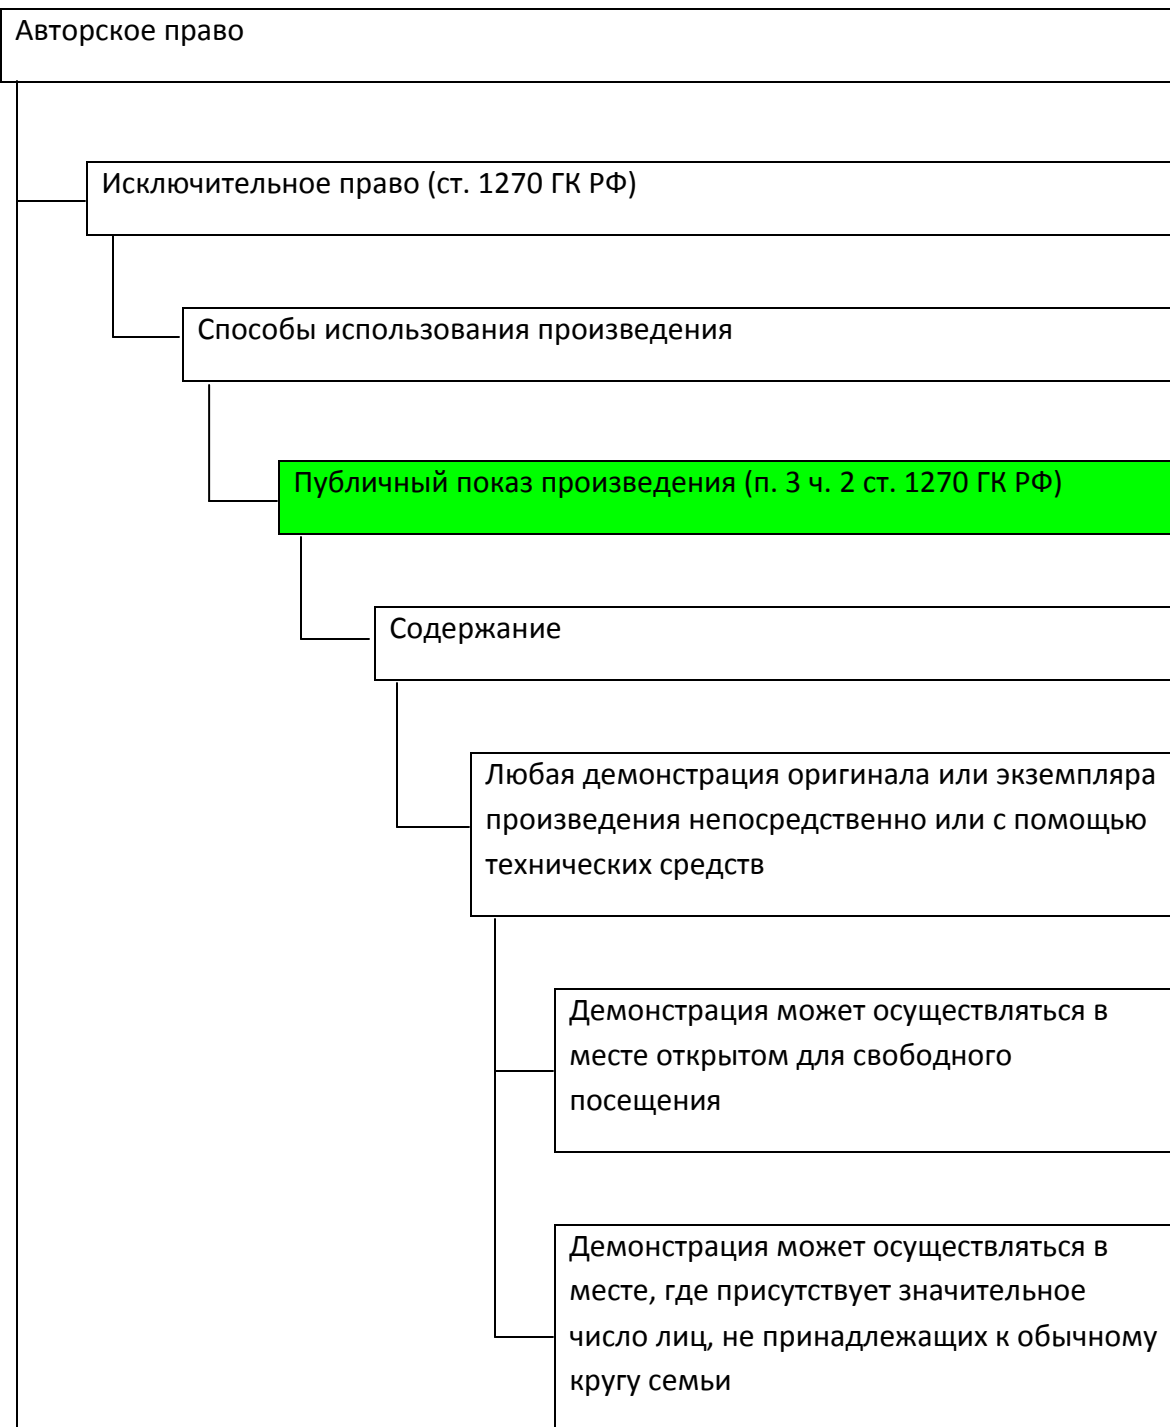 Авторское право
Исключительное право (ст. 1270 ГК РФ)
Способы использования произведения
Публичный показ произведения (п. 3 ч. 2 ст. 1270 ГК РФ)
Содержание
Любая демонстрация оригинала или экземпляра
произведения непосредственно или с помощью
технических средств
Демонстрация может осуществляться в
месте открытом для свободного
посещения
Демонстрация может осуществляться в
месте, где присутствует значительное
число лиц, не принадлежащих к обычному
кругу семьи